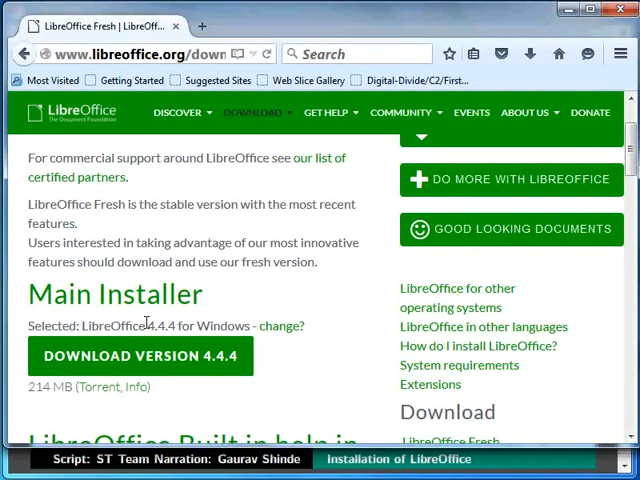 LibreOffice Fresh | LibreOff...
www.libreoffice.org/down
Search
Most Visited
Getting Started
Suggested Sites
Web Slice Gallery
Digital-Divide/C2/First...
LibreOffice
The Document Foundation
DISCOVER
DOWNLOAD
GET HELP
COMMUNITY
EVENTS
ABOUT US
DONATE
For commercial support around LibreOffice see our list of
certified partners.
LibreOffice Fresh is the stable version with the most recent
features.
Users interested in taking advantage of our most innovative
features should download and use our fresh version.
Main Installer
Selected: LibreOffice 4.4.4 for Windows - change?
DOWNLOAD VERSION 4.4.4
214 MB (Torrent, Info)
LibreOffice Built in help in
DO MORE WITH LIBREOFFICE
GOOD LOOKING DOCUMENTS
LibreOffice for other
operating systems
LibreOffice in other languages
How do I install LibreOffice?
System requirements
Extensions
Download
LibreOffice Fresh
Script: ST Team Narration: Gaurav Shinde
Installation of LibreOffice